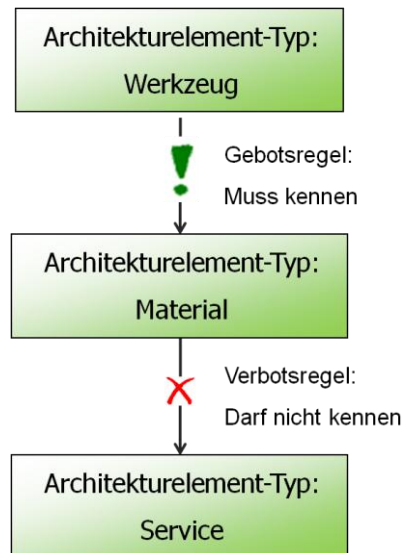 Architekturelement-Typ:
Werkzeug
Gebotsregel:
Muss kennen
Architekturelement-Typ:
Material
Verbotsregel:
Darf nicht kennen
Architekturelement-Typ:
Service